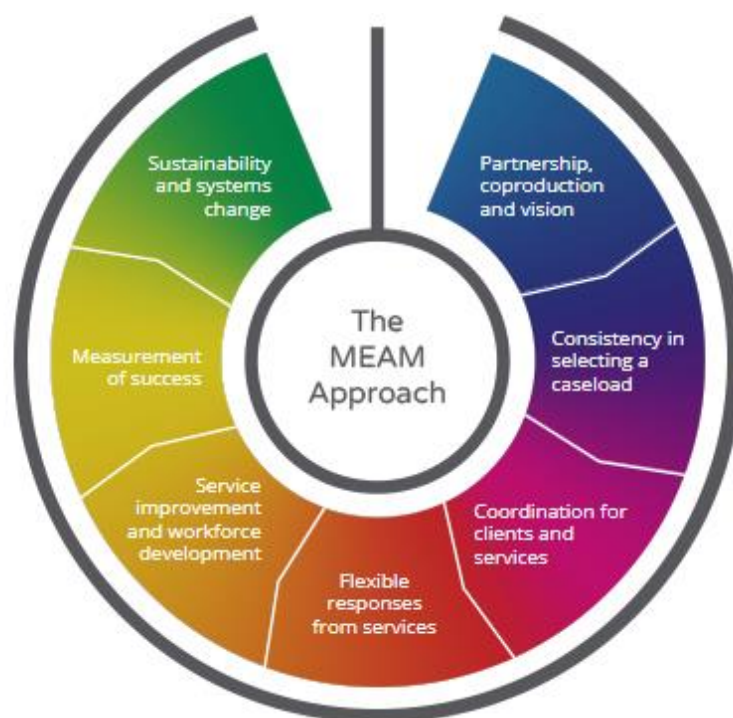 The
MEAM
Approach
Partnership,
coproduction
and vision
Consistency in
selecting a
caseload
Coordination for
clients and
services
Flexible
responses
from services
Service
improvement
and workforce
development
Measurement
of success
Sustainability
and systems
change